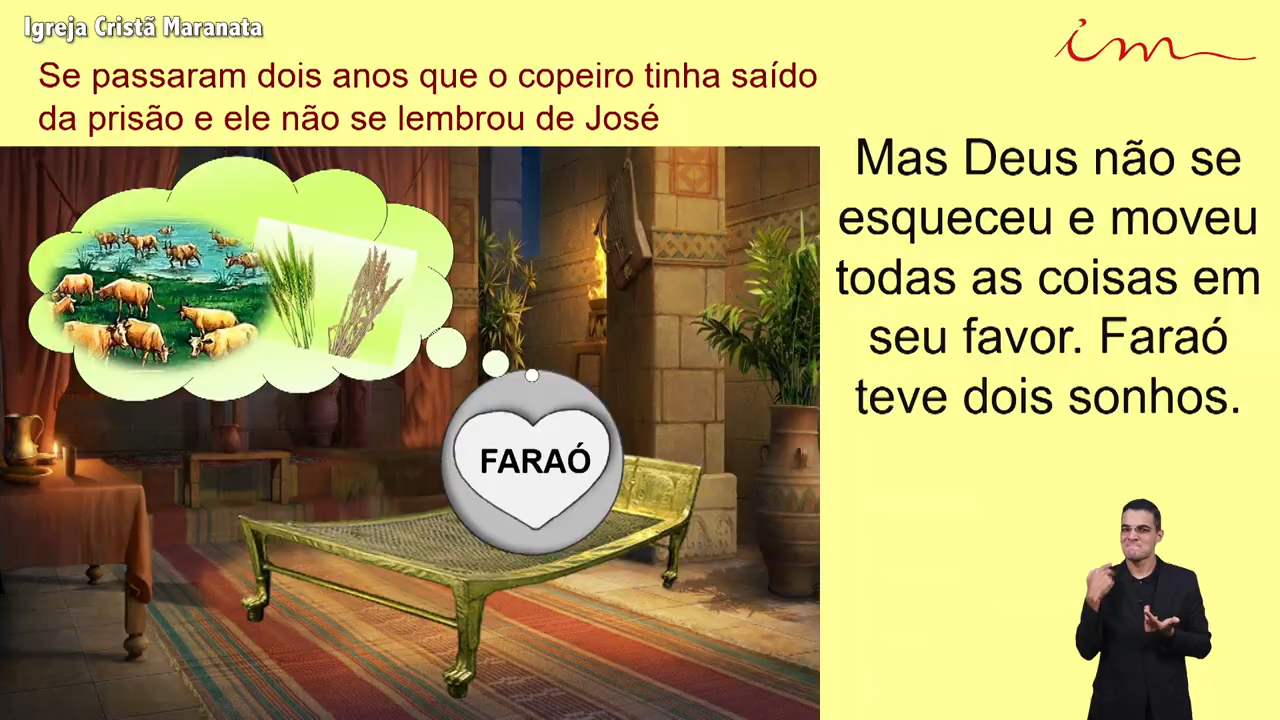 Igreja Cristã Maranata
im
Se passaram dois anos que o copeiro tinha saído
da prisão e ele não se lembrou de José
Mas Deus não se
esqueceu e moveu
todas as coisas em
seu favor. Faraó
teve dois sonhos.
FARAÓ